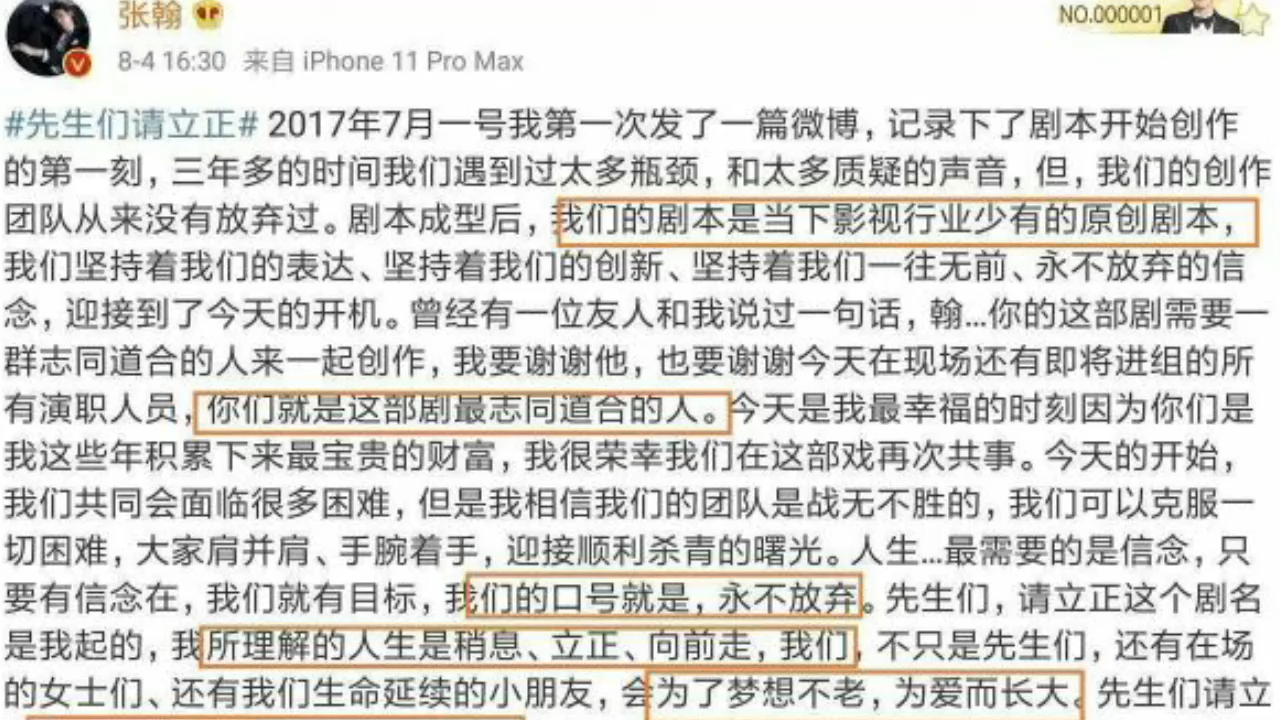 张翰
NO.000001
8-4 16:30 来自 iPhone 11 Pro Max
#先生们请立正# 2017年7月一号我第一次发了一篇微博，记录下了剧本开始创作
的第一刻，三年多的时间我们遇到过太多瓶颈，和太多质疑的声音，但，我们的创作
团队从来没有放弃过。剧本成型后，我们的剧本是当下影视行业少有的原创剧本，
我们坚持着我们的表达、坚持着我们的创新、坚持着我们一往无前、永不放弃的信
念，迎接到了今天的开机。曾经有一位友人和我说过一句话，翰...你的这部剧需要一
群志同道合的人来一起创作，我要谢谢他，也要谢谢今天在现场还有即将进组的所
有演职人员，你们就是这部剧最志同道合的人。今天是我最幸福的时刻因为你们是
我这些年积累下来最宝贵的财富，我很荣幸我们在这部戏再次共事。今天的开始，
我们共同会面临很多困难，但是我相信我们的团队是战无不胜的，我们可以克服一
切困难，大家肩并肩、手腕着手，迎接顺利杀青的曙光。人生...最需要的是信念，只
要有信念在，我们就有目标，我们的口号就是，永不放弃。先生们，请立正这个剧名
是我起的，我所理解的人生是稍息、立正、向前走，我们，不只是先生们，还有在场
的女士们、还有我们生命延续的小朋友，会为了梦想不老，为爱而长大。先生们请立